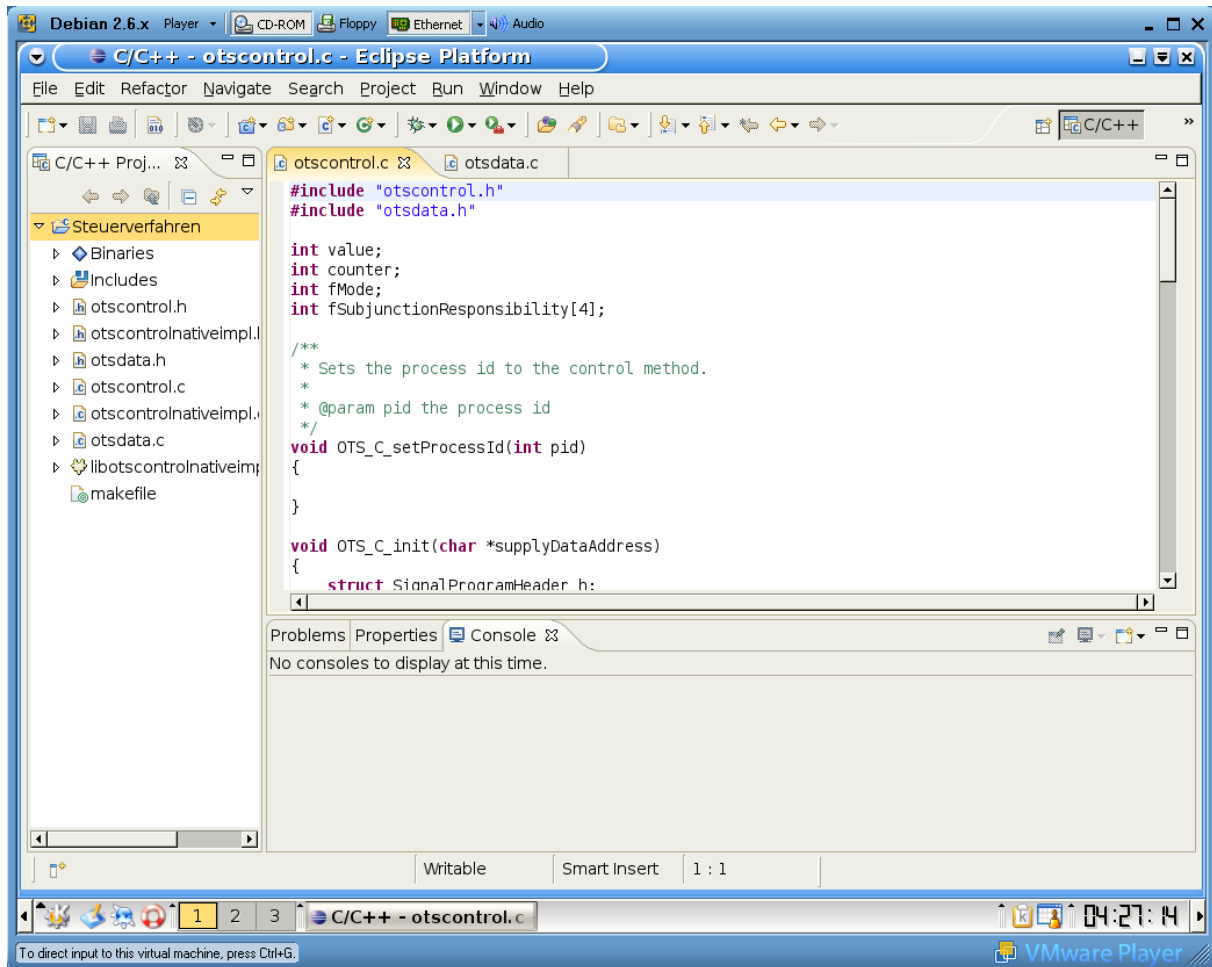 Debian 2.6.x Player CD-ROM Floppy Ethernet Audio
C/C++ - otscontrol.c - Eclipse Platform
File Edit Refactor Navigate Search Project Run Window Help
C/C++
C/C++ Proj...
otscontrol.c otsdata.c
Steuerverfahren
Binaries
Includes
otscontrol.h
otscontrolnativeimpl.
otsdata.h
otscontrol.c
otscontrolnativeimpl.
otsdata.c
libotscontrolnativeimp
makefile
#include "otscontrol.h"
#include "otsdata.h"
int value;
int counter;
int fMode;
int fSubjunctionResponsibility[4];
/**
* Sets the process id to the control method.
*
* @param pid the process id
*/
void OTS_C_setProcessId(int pid)
{
}
void OTS_C_init(char *supplyDataAddress)
{
struct SignalProgramHeader h;
Problems Properties Console
No consoles to display at this time.
Writable Smart Insert 1 : 1
1 2 3 C/C++ - otscontrol.c 04:27:14
To direct input to this virtual machine, press Ctrl+G. VMware Player